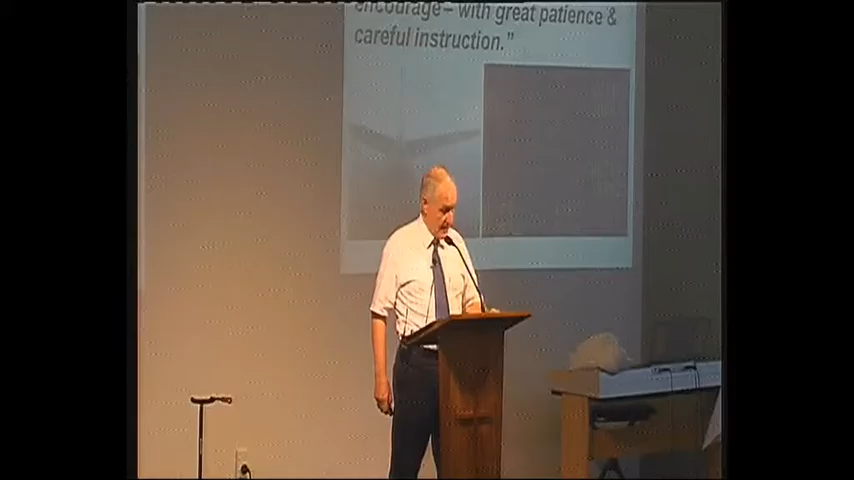 encourage – with great patience &
careful instruction.”